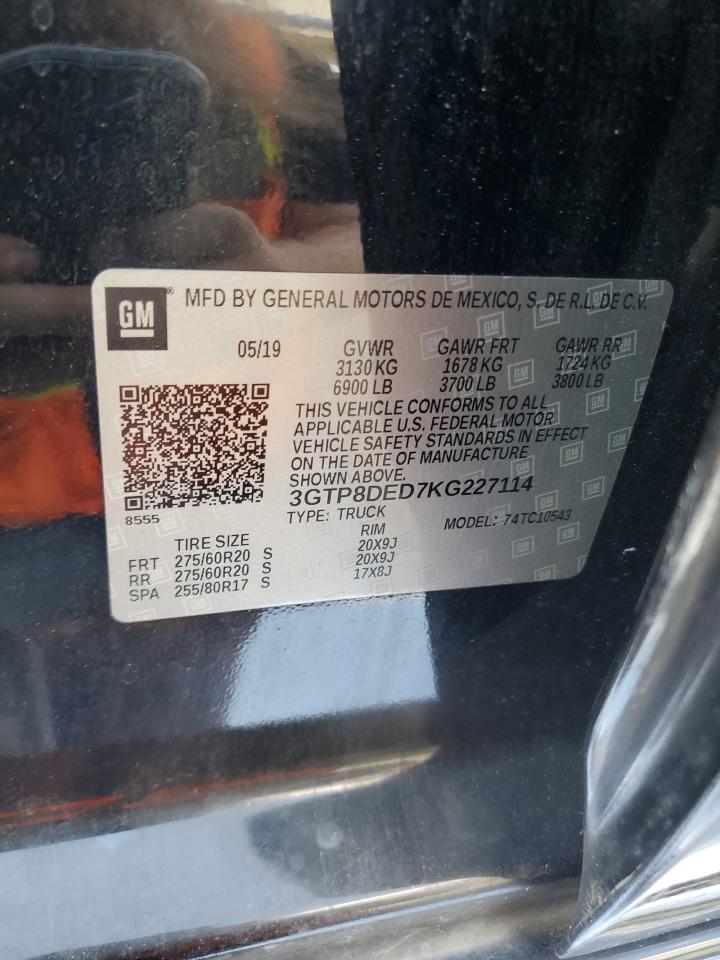 GM® MFD BY GENERAL MOTORS DE MEXICO, S. DE R.L. DE C.V.
05/19 GVWR GAWR FRT GAWR RR
3130 KG 1678 KG 1724 KG
6900 LB 3700 LB 3800 LB
THIS VEHICLE CONFORMS TO ALL
APPLICABLE U.S. FEDERAL MOTOR
VEHICLE SAFETY STANDARDS IN EFFECT
ON THE DATE OF MANUFACTURE
SHOWN ABOVE.
3GTP8DED7KG227114
8555 TYPE: TRUCK MODEL: 74TC10543
TIRE SIZE RIM
FRT 275/60R20 S 20X9J
RR 275/60R20 S 20X9J
SPA 255/80R17 S 17X8J